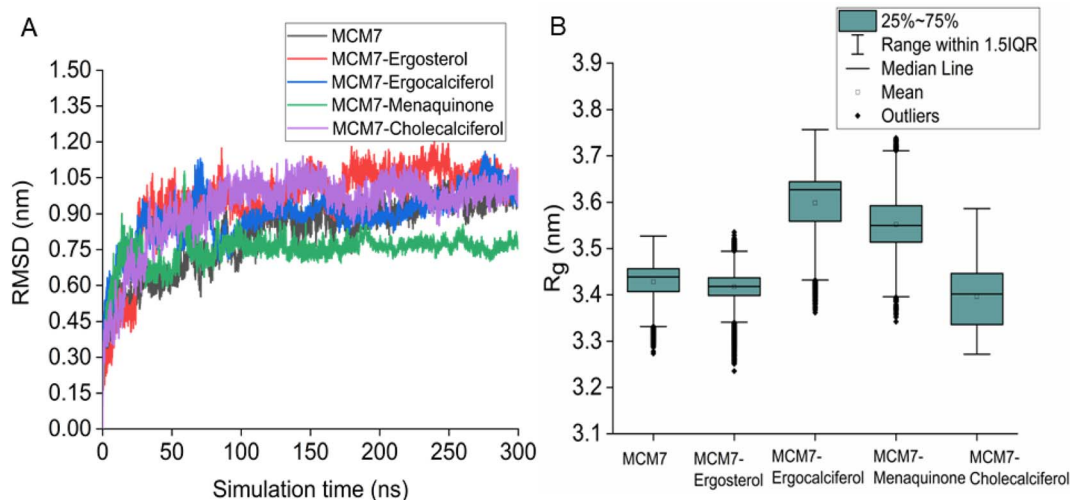 A
MCM7
MCM7-Ergosterol
MCM7-Ergocalciferol
MCM7-Menaquinone
MCM7-Cholecalciferol
RMSD (nm)
1.50
1.35
1.20
1.05
0.90
0.75
0.60
0.45
0.30
0.15
0.00
0 50 100 150 200 250 300
Simulation time (ns)
B
25%~75%
Range within 1.5IQR
Median Line
Mean
Outliers
Rg (nm)
3.8
3.7
3.6
3.5
3.4
3.3
3.2
3.1
MCM7
MCM7-
Ergosterol
MCM7-
Ergocalciferol
MCM7-
Menaquinone
MCM7-
Cholecalciferol